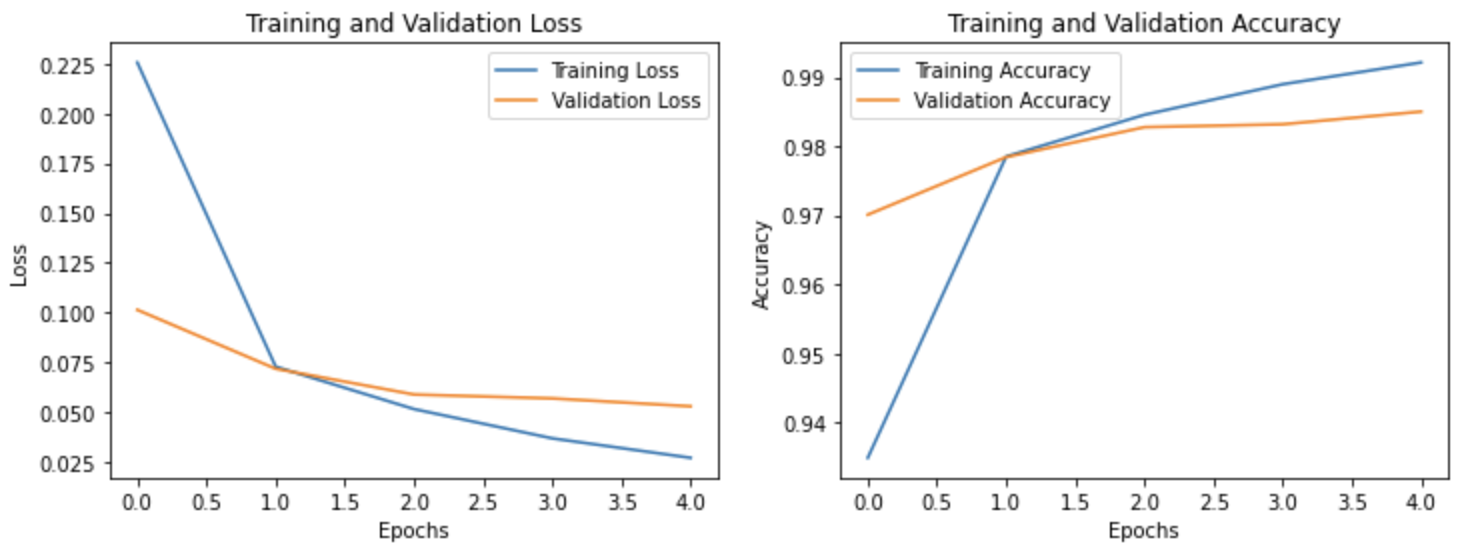 Training and Validation Loss
Training Loss
Validation Loss
0.225
0.200
0.175
0.150
0.125
0.100
0.075
0.050
0.025
Loss
0.0 0.5 1.0 1.5 2.0 2.5 3.0 3.5 4.0
Epochs
Training and Validation Accuracy
Training Accuracy
Validation Accuracy
0.99
0.98
0.97
0.96
0.95
0.94
Accuracy
0.0 0.5 1.0 1.5 2.0 2.5 3.0 3.5 4.0
Epochs